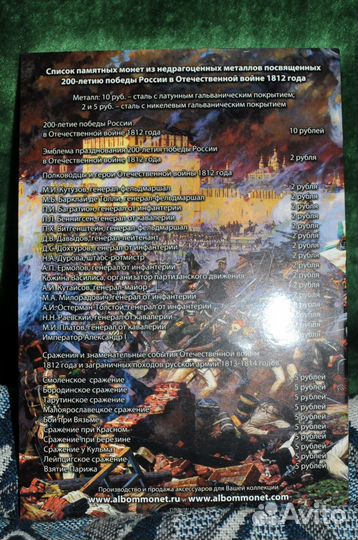 Список памятных монет из недрагоценных металлов посвященных
200-летию победы России в Отечественной войне 1812 года
Металл: 10 руб. – сталь с латунным гальваническим покрытием;
2 и 5 руб. – сталь с никелевым гальваническим покрытием
200-летие победы России
в Отечественной войне 1812 года 10 рублей
Эмблема празднования 200-летия победы России
в Отечественной войне 1812 года 2 рубля
Полководцы и герои Отечественной войны 1812 года
М.И. Кутузов, генерал-фельдмаршал 2 рубля
М.Б. Барклай де Толли, генерал-фельдмаршал 2 рубля
П.И. Багратион, генерал от инфантерии 2 рубля
Л.Л. Беннигсен, генерал от кавалерии 2 рубля
П.Х. Витгенштейн, генерал-фельдмаршал 2 рубля
Д.В. Давыдов, генерал-лейтенант 2 рубля
Д.С. Дохтуров, генерал от инфантерии 2 рубля
Н.А. Дурова, штабс-ротмистр 2 рубля
А.П. Ермолов, генерал от инфантерии 2 рубля
Кожина Василиса, организатор партизанского движения 2 рубля
А.И. Кутайсов, генерал-майор 2 рубля
М.А. Милорадович, генерал от инфантерии 2 рубля
А.И. Остерман-Толстой, генерал от инфантерии 2 рубля
Н.Н. Раевский, генерал от кавалерии 2 рубля
М.И. Платов, генерал от кавалерии 2 рубля
Император Александр I 2 рубля
Сражения и знаменательные события Отечественной войны
1812 года и заграничных походов русской армии 1813-1814 годов
Смоленское сражение 5 рублей
Бородинское сражение 5 рублей
Тарутинское сражение 5 рублей
Малоярославецкое сражение 5 рублей
Бой при Вязьме 5 рублей
Сражение при Красном 5 рублей
Сражение при Березине 5 рублей
Сражение у Кульма 5 рублей
Лейпцигское сражение 5 рублей
Взятие Парижа 5 рублей
Производство и продажа аксессуаров для Вашей коллекции.
www.albommonet.ru и www.albommonet.com
Avito